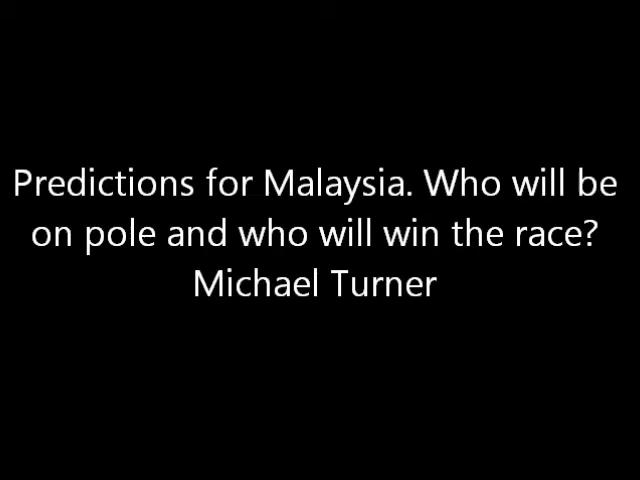 Predictions for Malaysia. Who will be
on pole and who will win the race?
Michael Turner